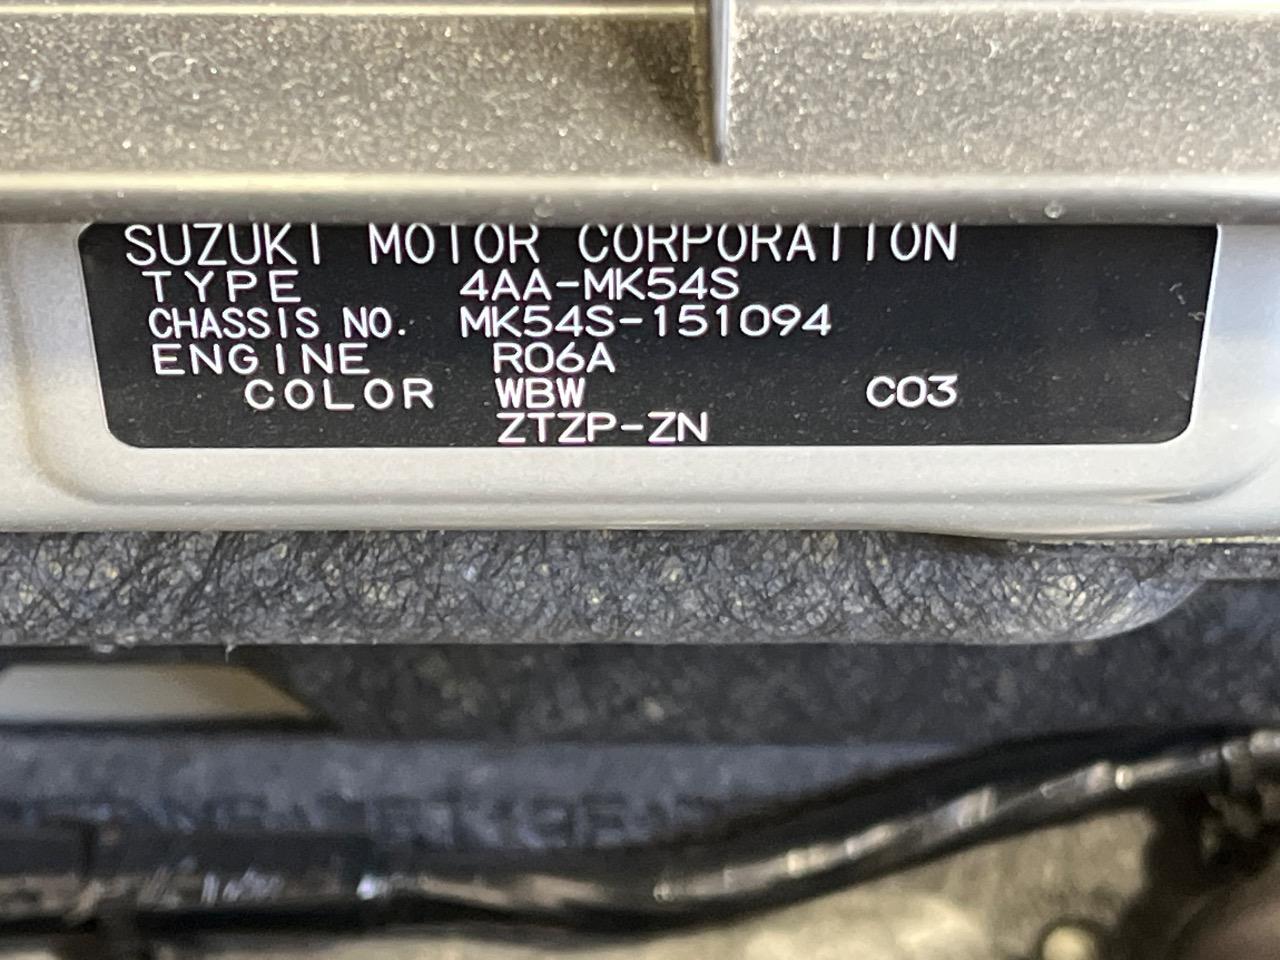 SUZUKI MOTOR CORPORATION
TYPE 4AA-MK54S
CHASSIS NO. MK54S-151094
ENGINE R06A
COLOR WBW C03
ZTZP-ZN